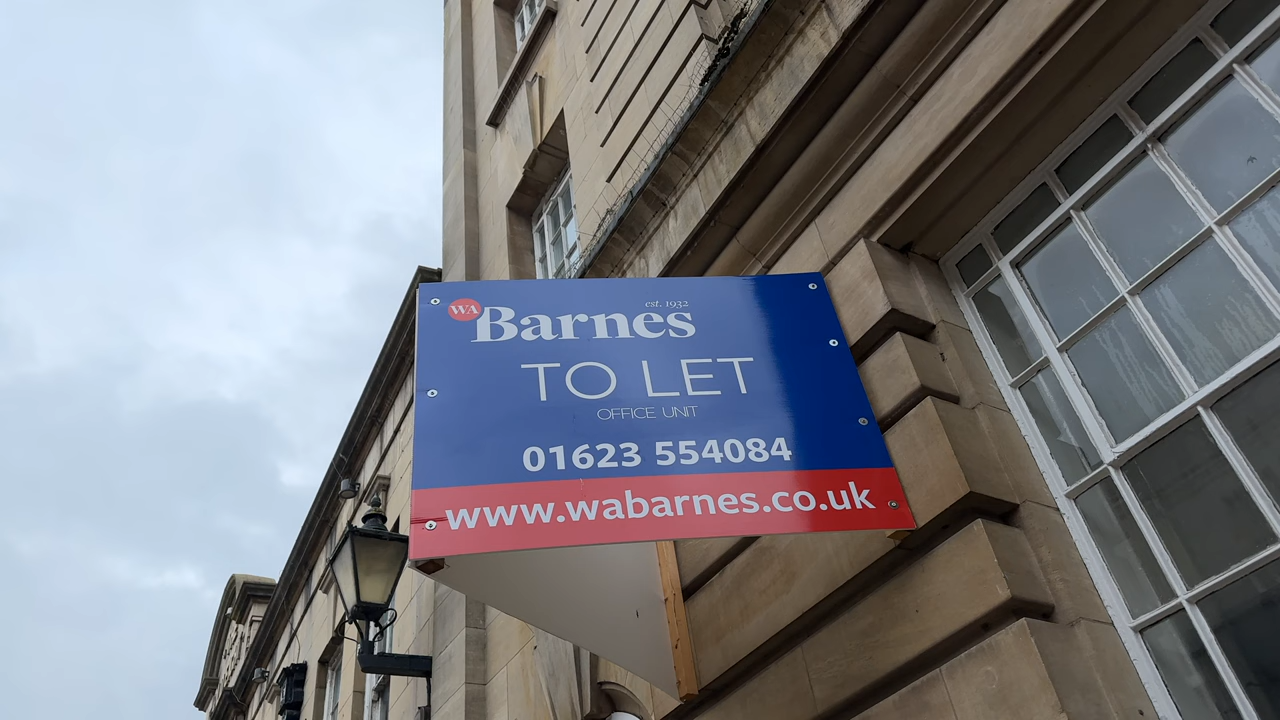 WA
est. 1932
Barnes
TO LET
OFFICE UNIT
01623 554084
www.wabarnes.co.uk